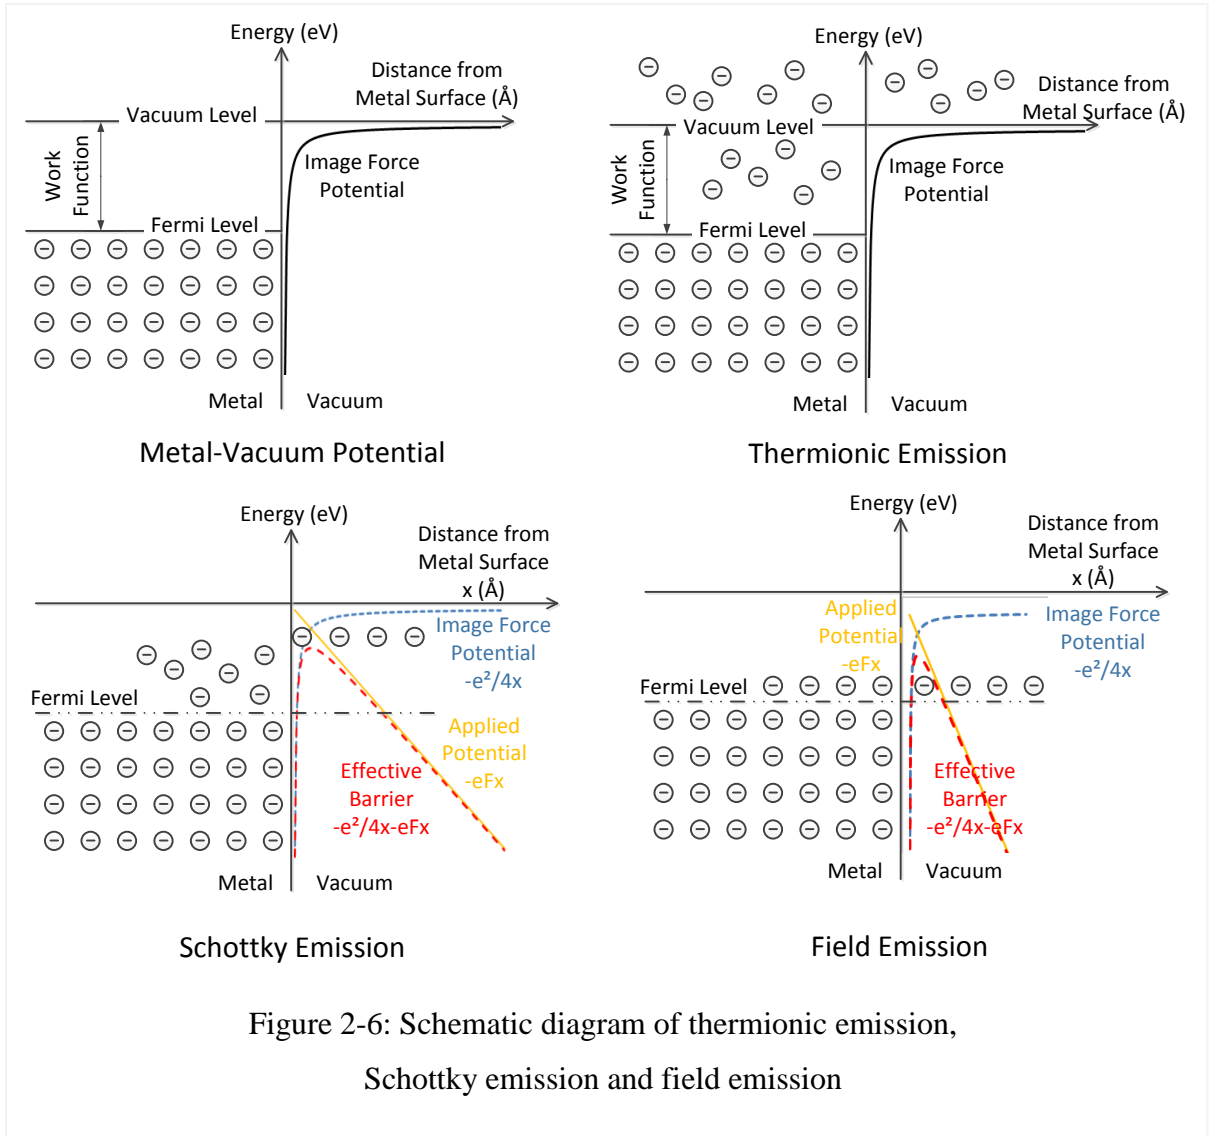 Energy (eV)
Distance from
Metal Surface (Å)
Vacuum Level
Work
Function
Image Force
Potential
Fermi Level
Metal
Vacuum
Metal-Vacuum Potential
Energy (eV)
Distance from
Metal Surface (Å)
Vacuum Level
Work
Function
Image Force
Potential
Fermi Level
Metal
Vacuum
Thermionic Emission
Energy (eV)
Distance from
Metal Surface
x (Å)
Image Force
Potential
-e²/4x
Fermi Level
Applied
Potential
-eFx
Effective
Barrier
-e²/4x-eFx
Metal
Vacuum
Schottky Emission
Energy (eV)
Distance from
Metal Surface
x (Å)
Applied
Potential
-eFx
Image Force
Potential
-e²/4x
Fermi Level
Effective
Barrier
-e²/4x-eFx
Metal
Vacuum
Field Emission
Figure 2-6: Schematic diagram of thermionic emission,
Schottky emission and field emission